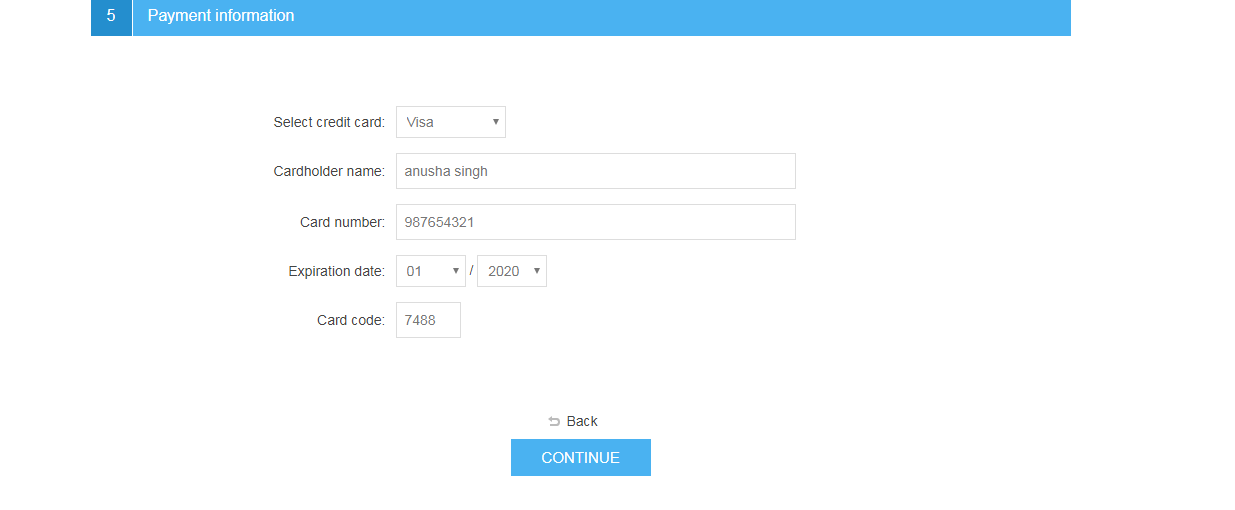 5 Payment information
Select credit card: Visa
Cardholder name: anusha singh
Card number: 987654321
Expiration date: 01 / 2020
Card code: 7488
Back
CONTINUE